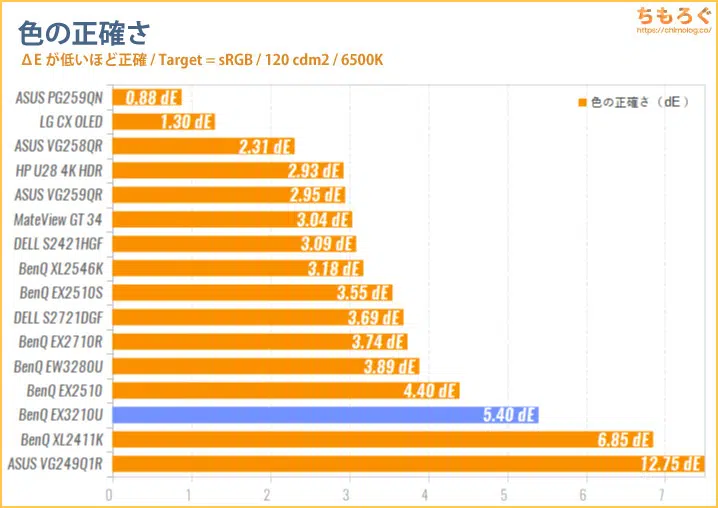 色の正確さ
ちもろぐ
https://chimolog.co/
ΔE が低いほど正確 / Target = sRGB / 120 cdm2 / 6500K
色の正確さ（dE）
ASUS PG259QN 0.88 dE
LG CX OLED 1.30 dE
ASUS VG258QR 2.31 dE
HP U28 4K HDR 2.93 dE
ASUS VG259QR 2.95 dE
MateView GT 34 3.04 dE
DELL S2421HGF 3.09 dE
BenQ XL2546K 3.18 dE
BenQ EX2510S 3.55 dE
DELL S2721DGF 3.69 dE
BenQ EX2710R 3.74 dE
BenQ EW3280U 3.89 dE
BenQ EX2510 4.40 dE
BenQ EX3210U 5.40 dE
BenQ XL2411K 6.85 dE
ASUS VG249Q1R 12.75 dE
0 1 2 3 4 5 6 7